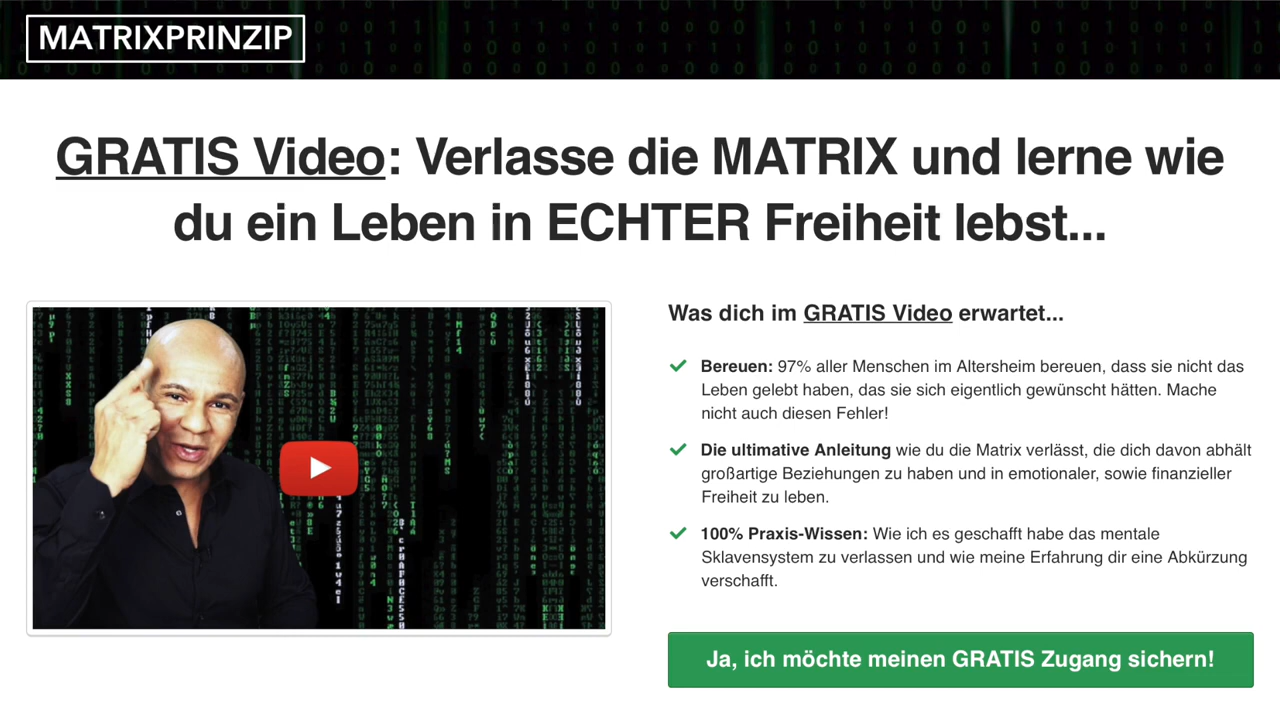 MATRIXPRINZIP
GRATIS Video: Verlasse die MATRIX und lerne wie
du ein Leben in ECHTER Freiheit lebst...
Was dich im GRATIS Video erwartet...
Bereuen: 97% aller Menschen im Altersheim bereuen, dass sie nicht das
Leben gelebt haben, das sie sich eigentlich gewünscht hätten. Mache
nicht auch diesen Fehler!
Die ultimative Anleitung wie du die Matrix verlässt, die dich davon abhält
großartige Beziehungen zu haben und in emotionaler, sowie finanzieller
Freiheit zu leben.
100% Praxis-Wissen: Wie ich es geschafft habe das mentale
Sklavensystem zu verlassen und wie meine Erfahrung dir eine Abkürzung
verschafft.
Ja, ich möchte meinen GRATIS Zugang sichern!